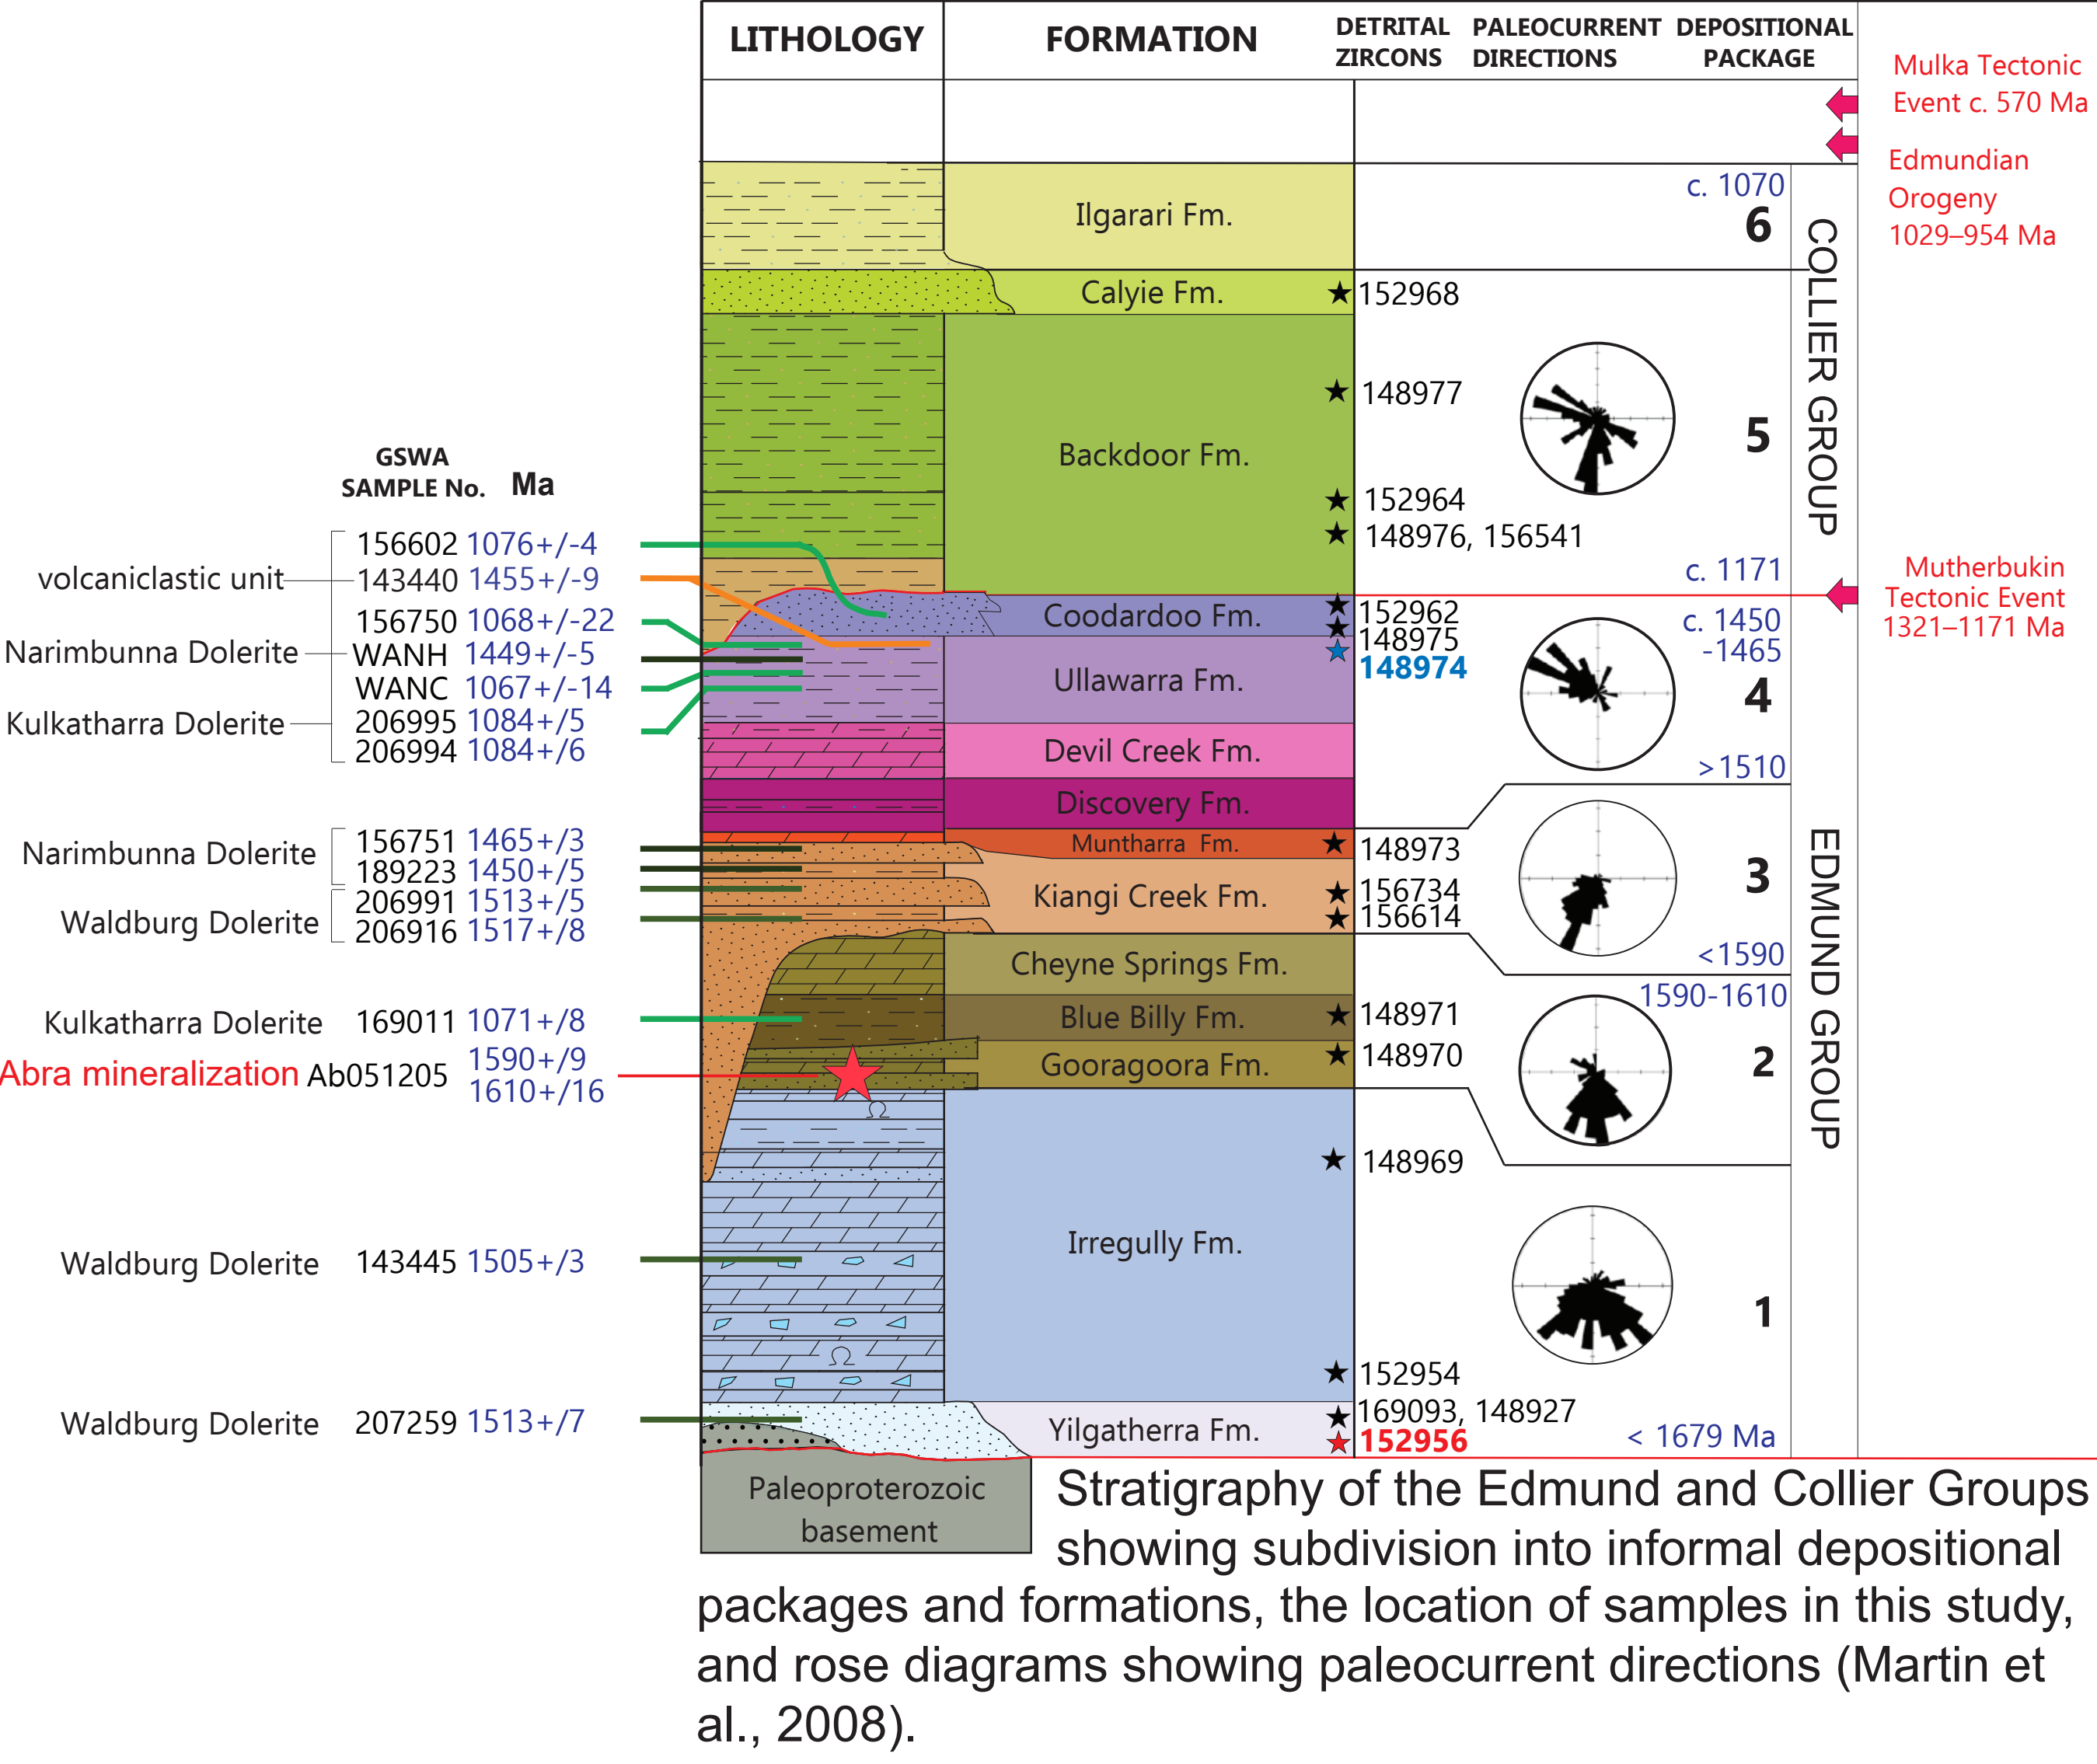 LITHOLOGY
FORMATION
DETRITAL
ZIRCONS
PALEOCURRENT
DIRECTIONS
DEPOSITIONAL
PACKAGE
Mulka Tectonic
Event c. 570 Ma
Edmundian
Orogeny
1029–954 Ma
Ilgarari Fm.
c. 1070
6
COLLIER GROUP
Calyie Fm.
152968
148977
Backdoor Fm.
5
152964
148976, 156541
c. 1171
Mutherbukin
Tectonic Event
1321–1171 Ma
GSWA
SAMPLE No.
Ma
156602 1076+/-4
volcaniclastic unit
143440 1455+/-9
156750 1068+/-22
Narimbunna Dolerite
WANH 1449+/-5
WANC 1067+/-14
Kulkatharra Dolerite
206995 1084+/5
206994 1084+/6
Coodardoo Fm.
152962
148975
148974
c. 1450
-1465
Ullawarra Fm.
4
Devil Creek Fm.
>1510
Discovery Fm.
EDMUND GROUP
Narimbunna Dolerite
156751 1465+/3
189223 1450+/5
Muntharra Fm.
148973
Waldburg Dolerite
206991 1513+/5
206916 1517+/8
Kiangi Creek Fm.
156734
156614
3
<1590
Cheyne Springs Fm.
1590-1610
Kulkatharra Dolerite 169011 1071+/8
Blue Billy Fm.
148971
Abra mineralization Ab051205
1590+/9
1610+/16
Gooragoora Fm.
148970
2
Ω
148969
Waldburg Dolerite 143445 1505+/3
Irregully Fm.
1
Ω
152954
Waldburg Dolerite 207259 1513+/7
Yilgatherra Fm.
169093, 148927
152956
< 1679 Ma
Paleoproterozoic
basement
Stratigraphy of the Edmund and Collier Groups
showing subdivision into informal depositional
packages and formations, the location of samples in this study,
and rose diagrams showing paleocurrent directions (Martin et
al., 2008).